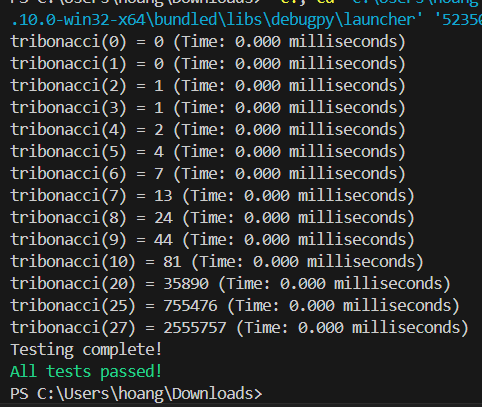 .10.0-win32-x64\bundled\libs\debugpy\launcher' '5235
tribonacci(0) = 0 (Time: 0.000 milliseconds)
tribonacci(1) = 0 (Time: 0.000 milliseconds)
tribonacci(2) = 1 (Time: 0.000 milliseconds)
tribonacci(3) = 1 (Time: 0.000 milliseconds)
tribonacci(4) = 2 (Time: 0.000 milliseconds)
tribonacci(5) = 4 (Time: 0.000 milliseconds)
tribonacci(6) = 7 (Time: 0.000 milliseconds)
tribonacci(7) = 13 (Time: 0.000 milliseconds)
tribonacci(8) = 24 (Time: 0.000 milliseconds)
tribonacci(9) = 44 (Time: 0.000 milliseconds)
tribonacci(10) = 81 (Time: 0.000 milliseconds)
tribonacci(20) = 35890 (Time: 0.000 milliseconds)
tribonacci(25) = 755476 (Time: 0.000 milliseconds)
tribonacci(27) = 2555757 (Time: 0.000 milliseconds)
Testing complete!
All tests passed!
PS C:\Users\hoang\Downloads>